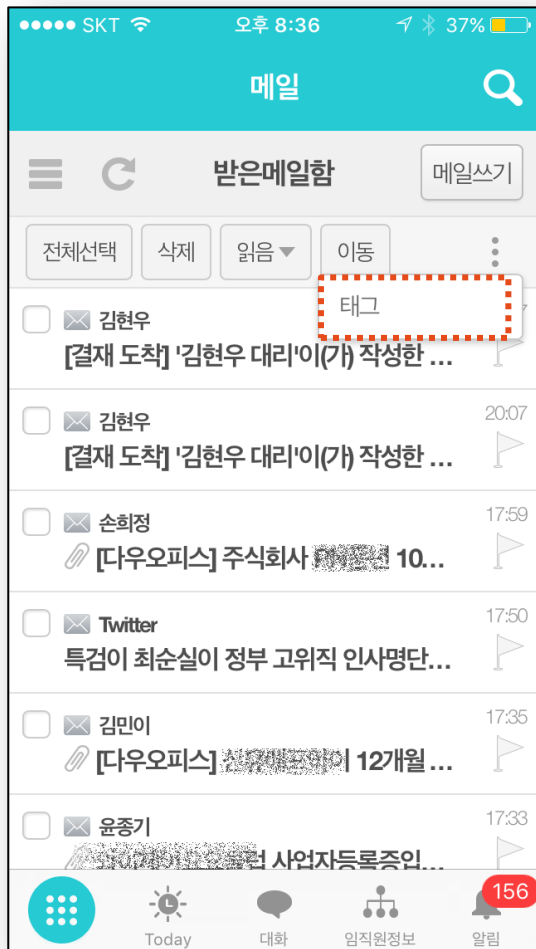 SKT 오후 8:36 37%
메일
받은메일함 메일쓰기
전체선택 삭제 읽음 이동
태그
김현우
[결재 도착] '김현우 대리'이(가) 작성한 ...
김현우 20:07
[결재 도착] '김현우 대리'이(가) 작성한 ...
손희정 17:59
[다우오피스] 주식회사 10...
Twitter 17:50
특검이 최순실이 정부 고위직 인사명단...
김민이 17:35
[다우오피스] 12개월 ...
윤종기 17:33
사업자등록증입...
156
Today 대화 임직원정보 알림